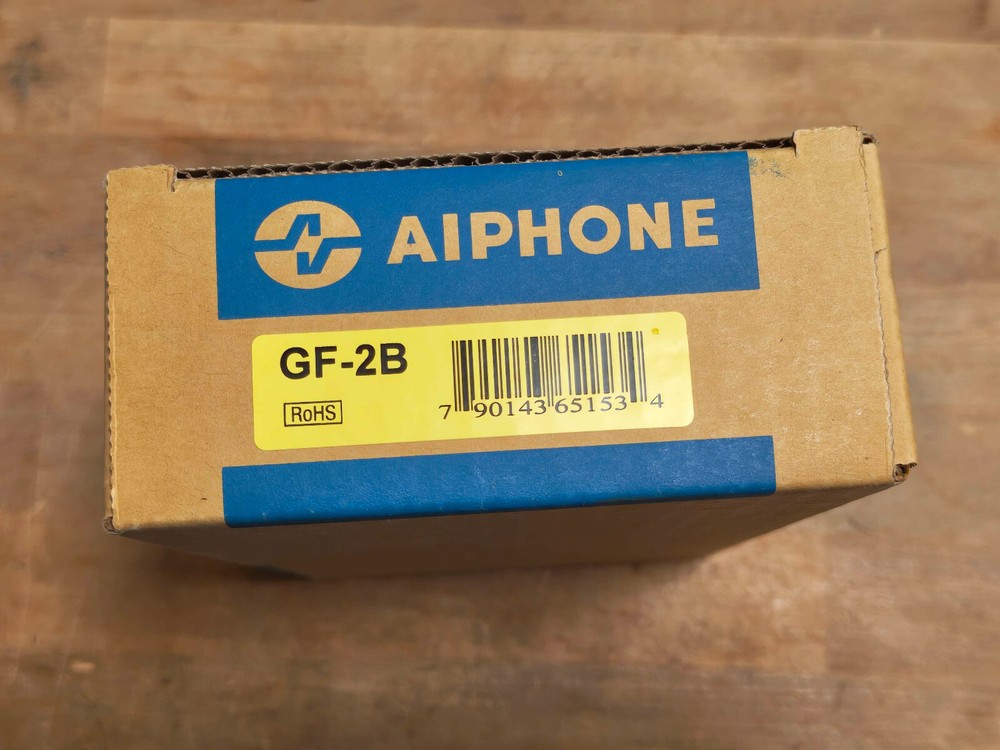 AIPHONE
GF-2B
RoHS
7 90143 65153 4